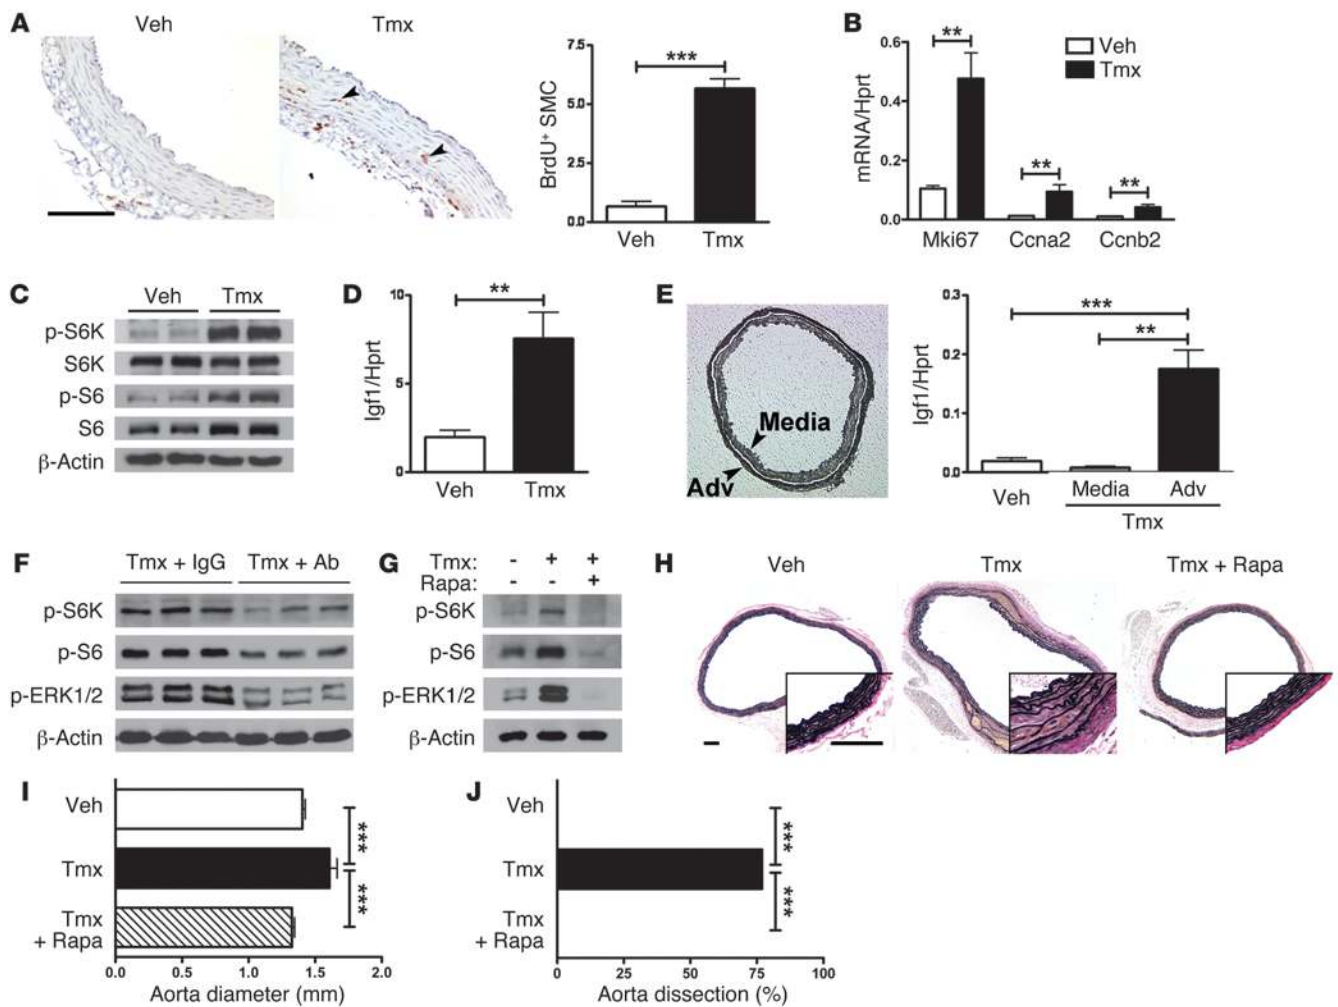 A
Veh
Tmx
BrdU⁺ SMC
7.5
5.0
2.5
0.0
***
Veh
Tmx
B
mRNA/Hprt
0.6
0.4
0.2
0.0
**
**
**
Veh
Tmx
Mki67
Ccna2
Ccnb2
C
Veh
Tmx
p-S6K
S6K
p-S6
S6
β-Actin
D
Igf1/Hprt
10
5
0
**
Veh
Tmx
E
Media
Adv
Igf1/Hprt
0.3
0.2
0.1
0.0
***
**
Veh
Media
Adv
Tmx
F
Tmx + IgG
Tmx + Ab
p-S6K
p-S6
p-ERK1/2
β-Actin
G
Tmx: - + +
Rapa: - - +
p-S6K
p-S6
p-ERK1/2
β-Actin
H
Veh
Tmx
Tmx + Rapa
I
Veh
Tmx
Tmx
+ Rapa
***
***
0.0
0.5
1.0
1.5
2.0
Aorta diameter (mm)
J
Veh
Tmx
Tmx
+ Rapa
***
***
0
25
50
75
100
Aorta dissection (%)